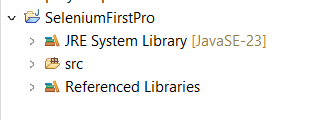 SeleniumFirstPro
JRE System Library [JavaSE-23]
src
Referenced Libraries